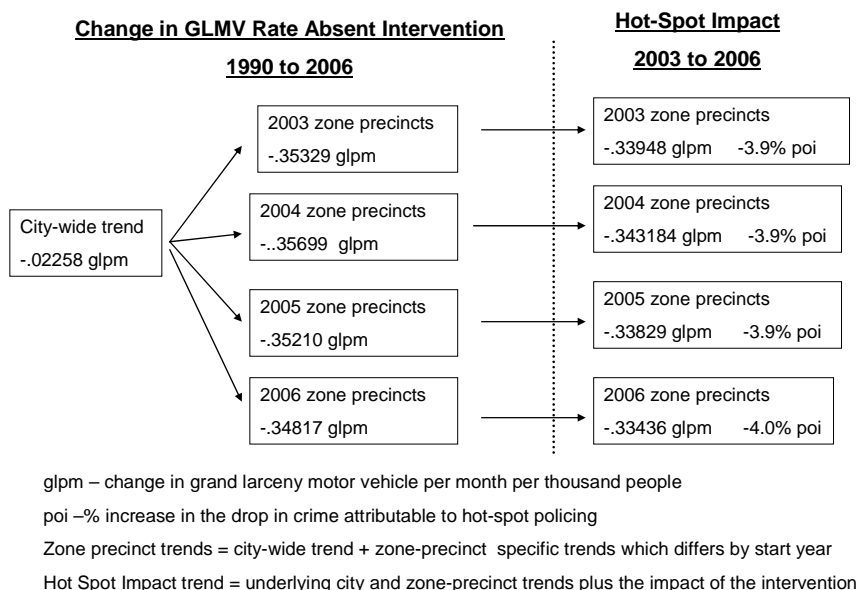 Change in GLMV Rate Absent Intervention
1990 to 2006
Hot-Spot Impact
2003 to 2006
City-wide trend
-.02258 glpm
2003 zone precincts
-.35329 glpm
2004 zone precincts
-..35699 glpm
2005 zone precincts
-.35210 glpm
2006 zone precincts
-.34817 glpm
2003 zone precincts
-.33948 glpm -3.9% poi
2004 zone precincts
-.343184 glpm -3.9% poi
2005 zone precincts
-.33829 glpm -3.9% poi
2006 zone precincts
-.33436 glpm -4.0% poi
glpm – change in grand larceny motor vehicle per month per thousand people
poi –% increase in the drop in crime attributable to hot-spot policing
Zone precinct trends = city-wide trend + zone-precinct specific trends which differs by start year
Hot Spot Impact trend = underlying city and zone-precinct trends plus the impact of the intervention